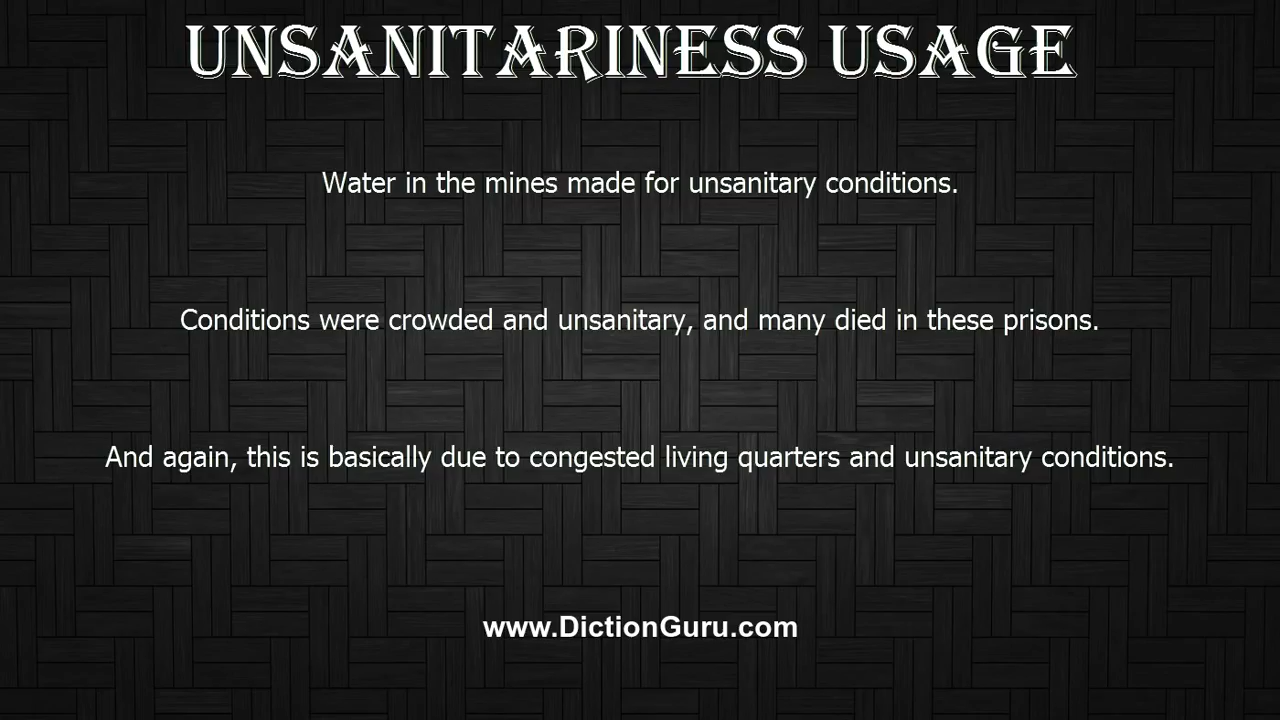 UNSANITARINESS USAGE
Water in the mines made for unsanitary conditions.
Conditions were crowded and unsanitary, and many died in these prisons.
And again, this is basically due to congested living quarters and unsanitary conditions.
www.DictionGuru.com